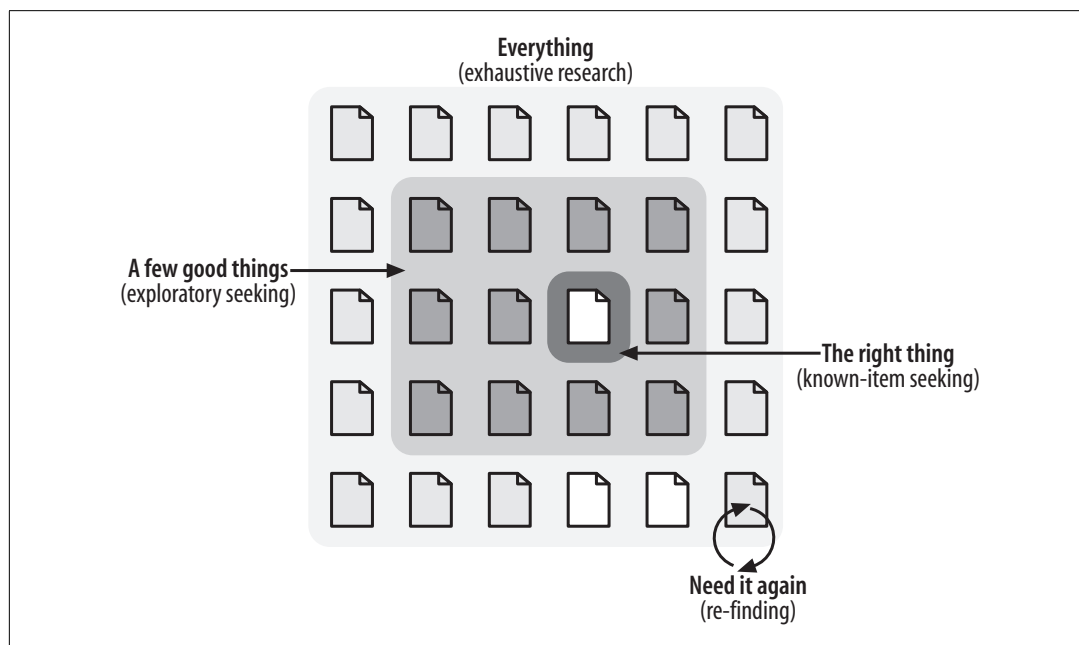 Everything
(exhaustive research)
A few good things
(exploratory seeking)
The right thing
(known-item seeking)
Need it again
(re-finding)